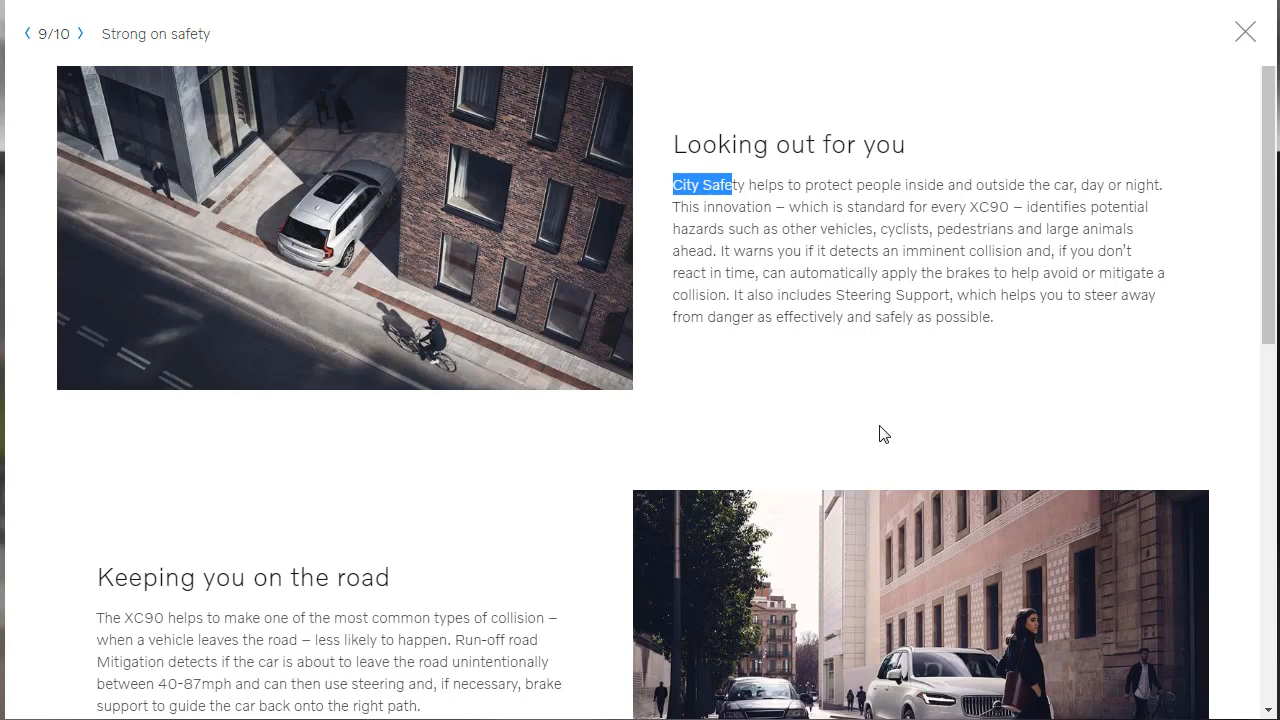 9/10 Strong on safety
Looking out for you
City Safety helps to protect people inside and outside the car, day or night.
This innovation – which is standard for every XC90 – identifies potential
hazards such as other vehicles, cyclists, pedestrians and large animals
ahead. It warns you if it detects an imminent collision and, if you don't
react in time, can automatically apply the brakes to help avoid or mitigate a
collision. It also includes Steering Support, which helps you to steer away
from danger as effectively and safely as possible.
Keeping you on the road
The XC90 helps to make one of the most common types of collision –
when a vehicle leaves the road – less likely to happen. Run-off road
Mitigation detects if the car is about to leave the road unintentionally
between 40-87mph and can then use steering and, if necessary, brake
support to guide the car back onto the right path.